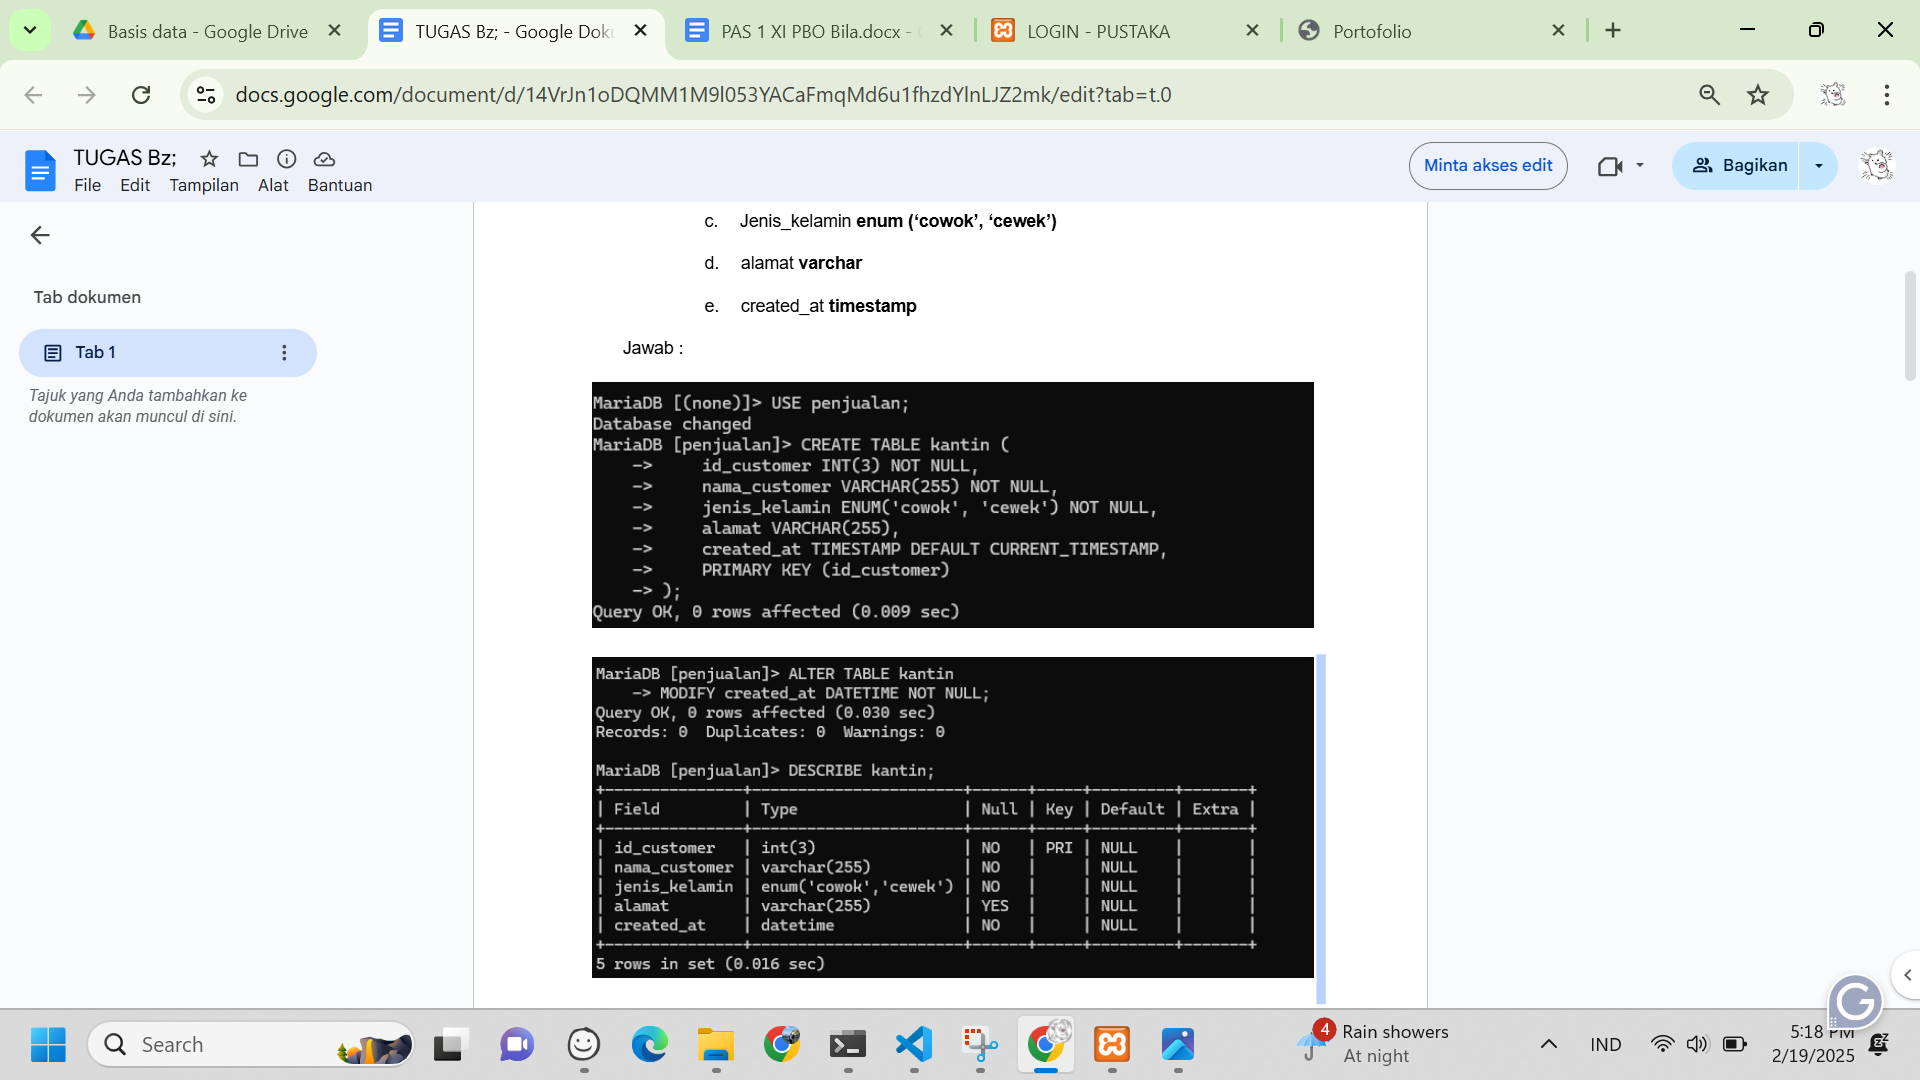 Basis data - Google Drive
TUGAS Bz; - Google Doku
PAS 1 XI PBO Bila.docx -
LOGIN - PUSTAKA
Portofolio
docs.google.com/document/d/14VrJn1oDQMM1M9l053YACaFmqMd6u1fhzdYlnLJZ2mk/edit?tab=t.0
TUGAS Bz;
File Edit Tampilan Alat Bantuan
Minta akses edit
Bagikan
Tab dokumen
Tab 1
Tajuk yang Anda tambahkan ke
dokumen akan muncul di sini.
c. Jenis_kelamin enum (‘cowok’, ‘cewek’)
d. alamat varchar
e. created_at timestamp
Jawab :
MariaDB [(none)]> USE penjualan;
Database changed
MariaDB [penjualan]> CREATE TABLE kantin (
    ->     id_customer INT(3) NOT NULL,
    ->     nama_customer VARCHAR(255) NOT NULL,
    ->     jenis_kelamin ENUM('cowok', 'cewek') NOT NULL,
    ->     alamat VARCHAR(255),
    ->     created_at TIMESTAMP DEFAULT CURRENT_TIMESTAMP,
    ->     PRIMARY KEY (id_customer)
    -> );
Query OK, 0 rows affected (0.009 sec)
MariaDB [penjualan]> ALTER TABLE kantin
    -> MODIFY created_at DATETIME NOT NULL;
Query OK, 0 rows affected (0.030 sec)
Records: 0  Duplicates: 0  Warnings: 0
MariaDB [penjualan]> DESCRIBE kantin;
+---------------+-----------------------+------+-----+---------+-------+
| Field         | Type                  | Null | Key | Default | Extra |
+---------------+-----------------------+------+-----+---------+-------+
| id_customer   | int(3)                | NO   | PRI | NULL    |       |
| nama_customer | varchar(255)          | NO   |     | NULL    |       |
| jenis_kelamin | enum('cowok','cewek') | NO   |     | NULL    |       |
| alamat        | varchar(255)          | YES  |     | NULL    |       |
| created_at    | datetime              | NO   |     | NULL    |       |
+---------------+-----------------------+------+-----+---------+-------+
5 rows in set (0.016 sec)
Search
4
Rain showers
At night
IND
5:18 PM
2/19/2025